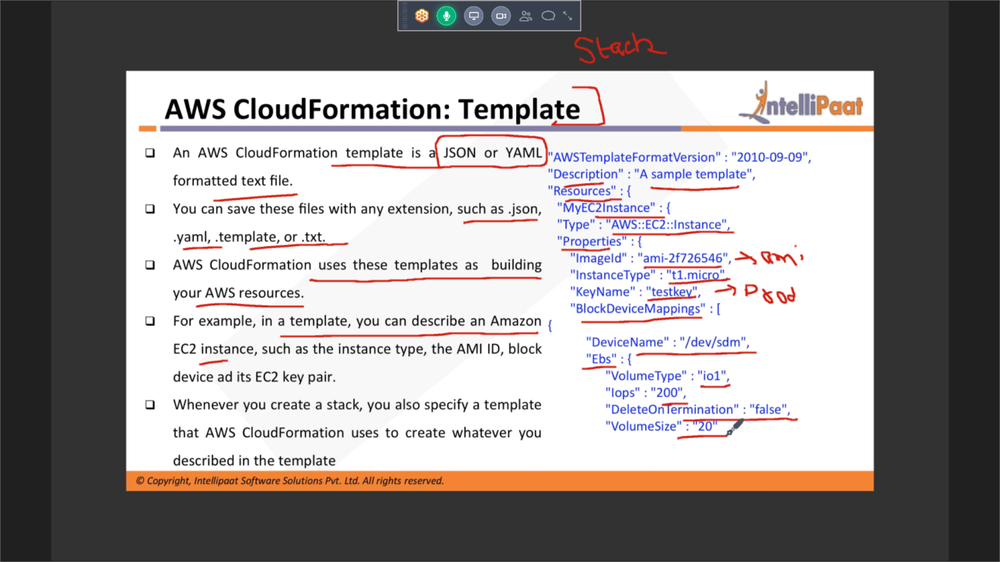 Stack
AWS CloudFormation: Template
IntelliPaat
An AWS CloudFormation template is a JSON or YAML
formatted text file.
You can save these files with any extension, such as .json,
.yaml, .template, or .txt.
AWS CloudFormation uses these templates as building
your AWS resources.
For example, in a template, you can describe an Amazon
EC2 instance, such as the instance type, the AMI ID, block
device ad its EC2 key pair.
Whenever you create a stack, you also specify a template
that AWS CloudFormation uses to create whatever you
described in the template
"AWSTemplateFormatVersion" : "2010-09-09",
"Description" : "A sample template",
"Resources" : {
"MyEC2Instance" : {
"Type" : "AWS::EC2::Instance",
"Properties" : {
"ImageId" : "ami-2f726546", → ami
"InstanceType" : "t1.micro",
"KeyName" : "testkey", → Prod
"BlockDeviceMappings" : [
{
"DeviceName" : "/dev/sdm",
"Ebs" : {
"VolumeType" : "io1",
"Iops" : "200",
"DeleteOnTermination" : "false",
"VolumeSize" : "20"
© Copyright, Intellipaat Software Solutions Pvt. Ltd. All rights reserved.